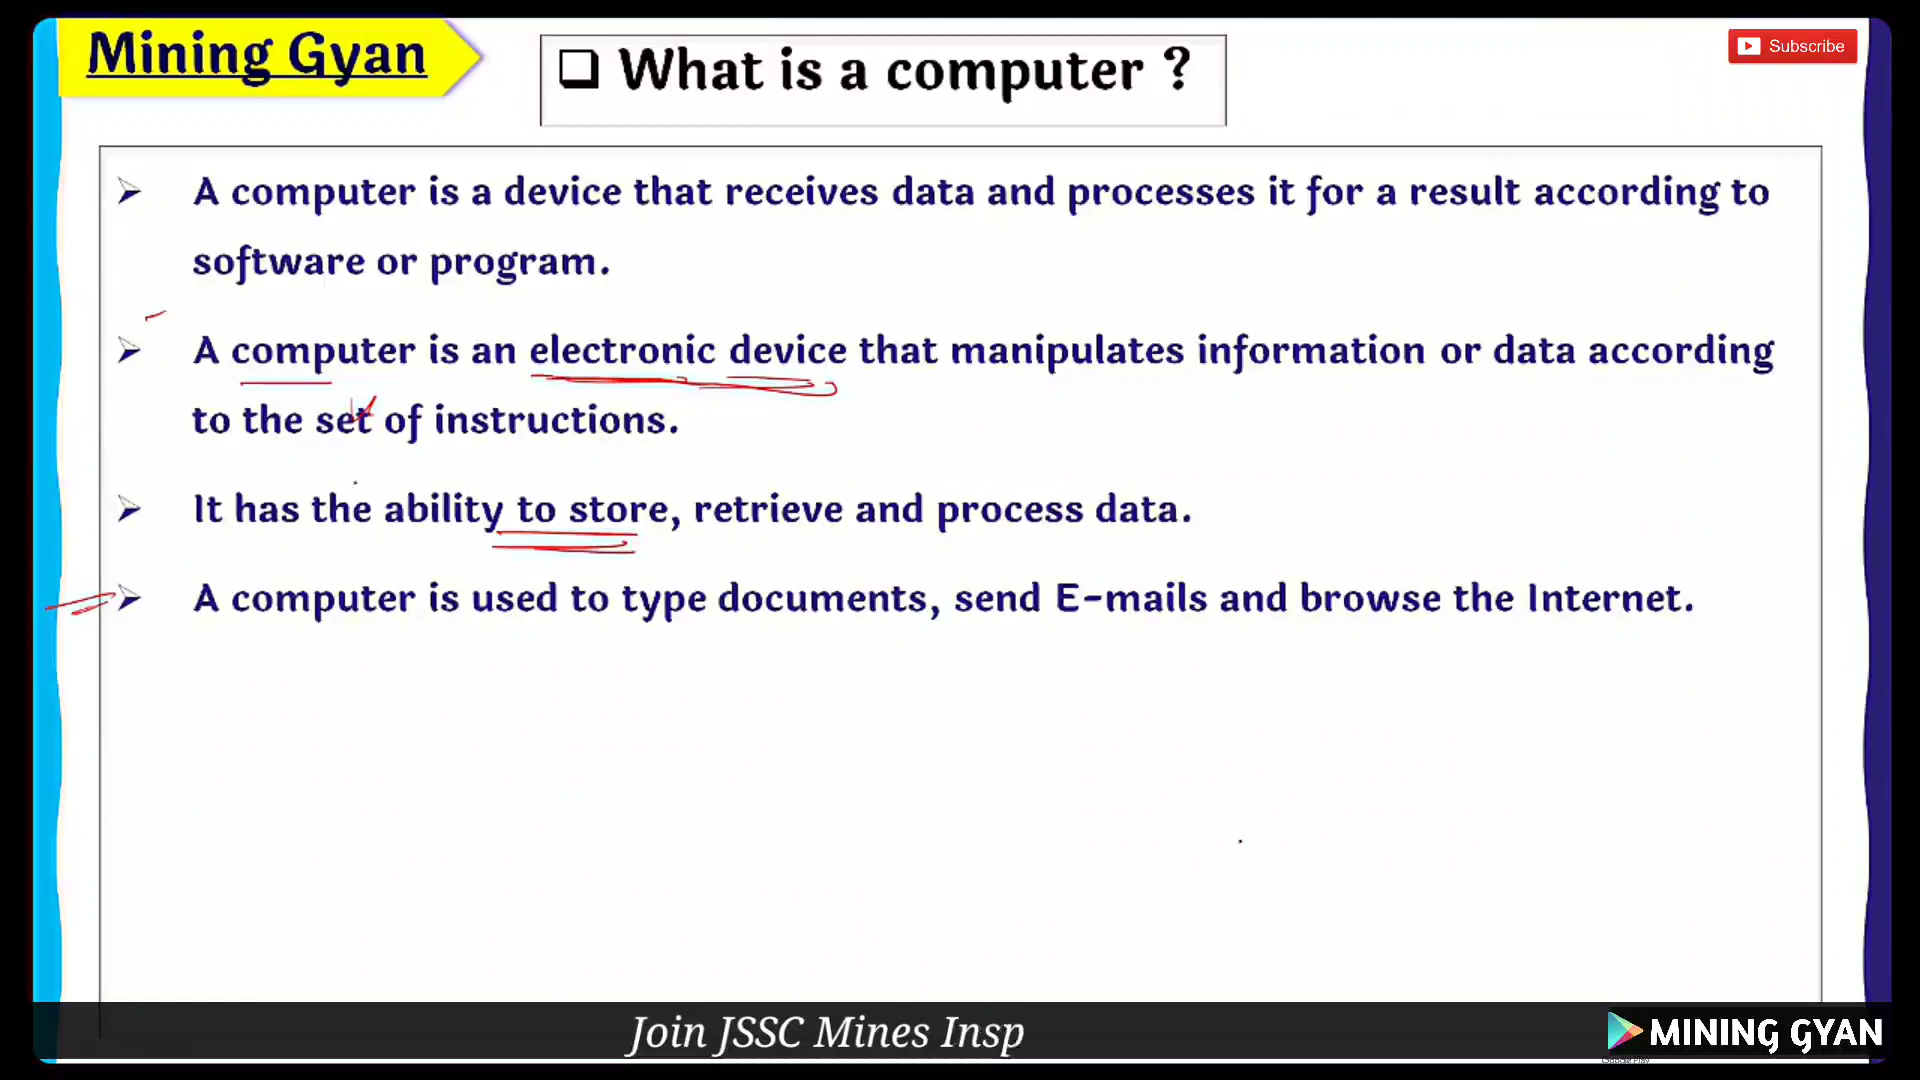 Mining Gyan
What is a computer ?
Subscribe
A computer is a device that receives data and processes it for a result according to
software or program.
A computer is an electronic device that manipulates information or data according
to the set of instructions.
It has the ability to store, retrieve and process data.
A computer is used to type documents, send E-mails and browse the Internet.
Join JSSC Mines Insp
MINING GYAN
Google Play